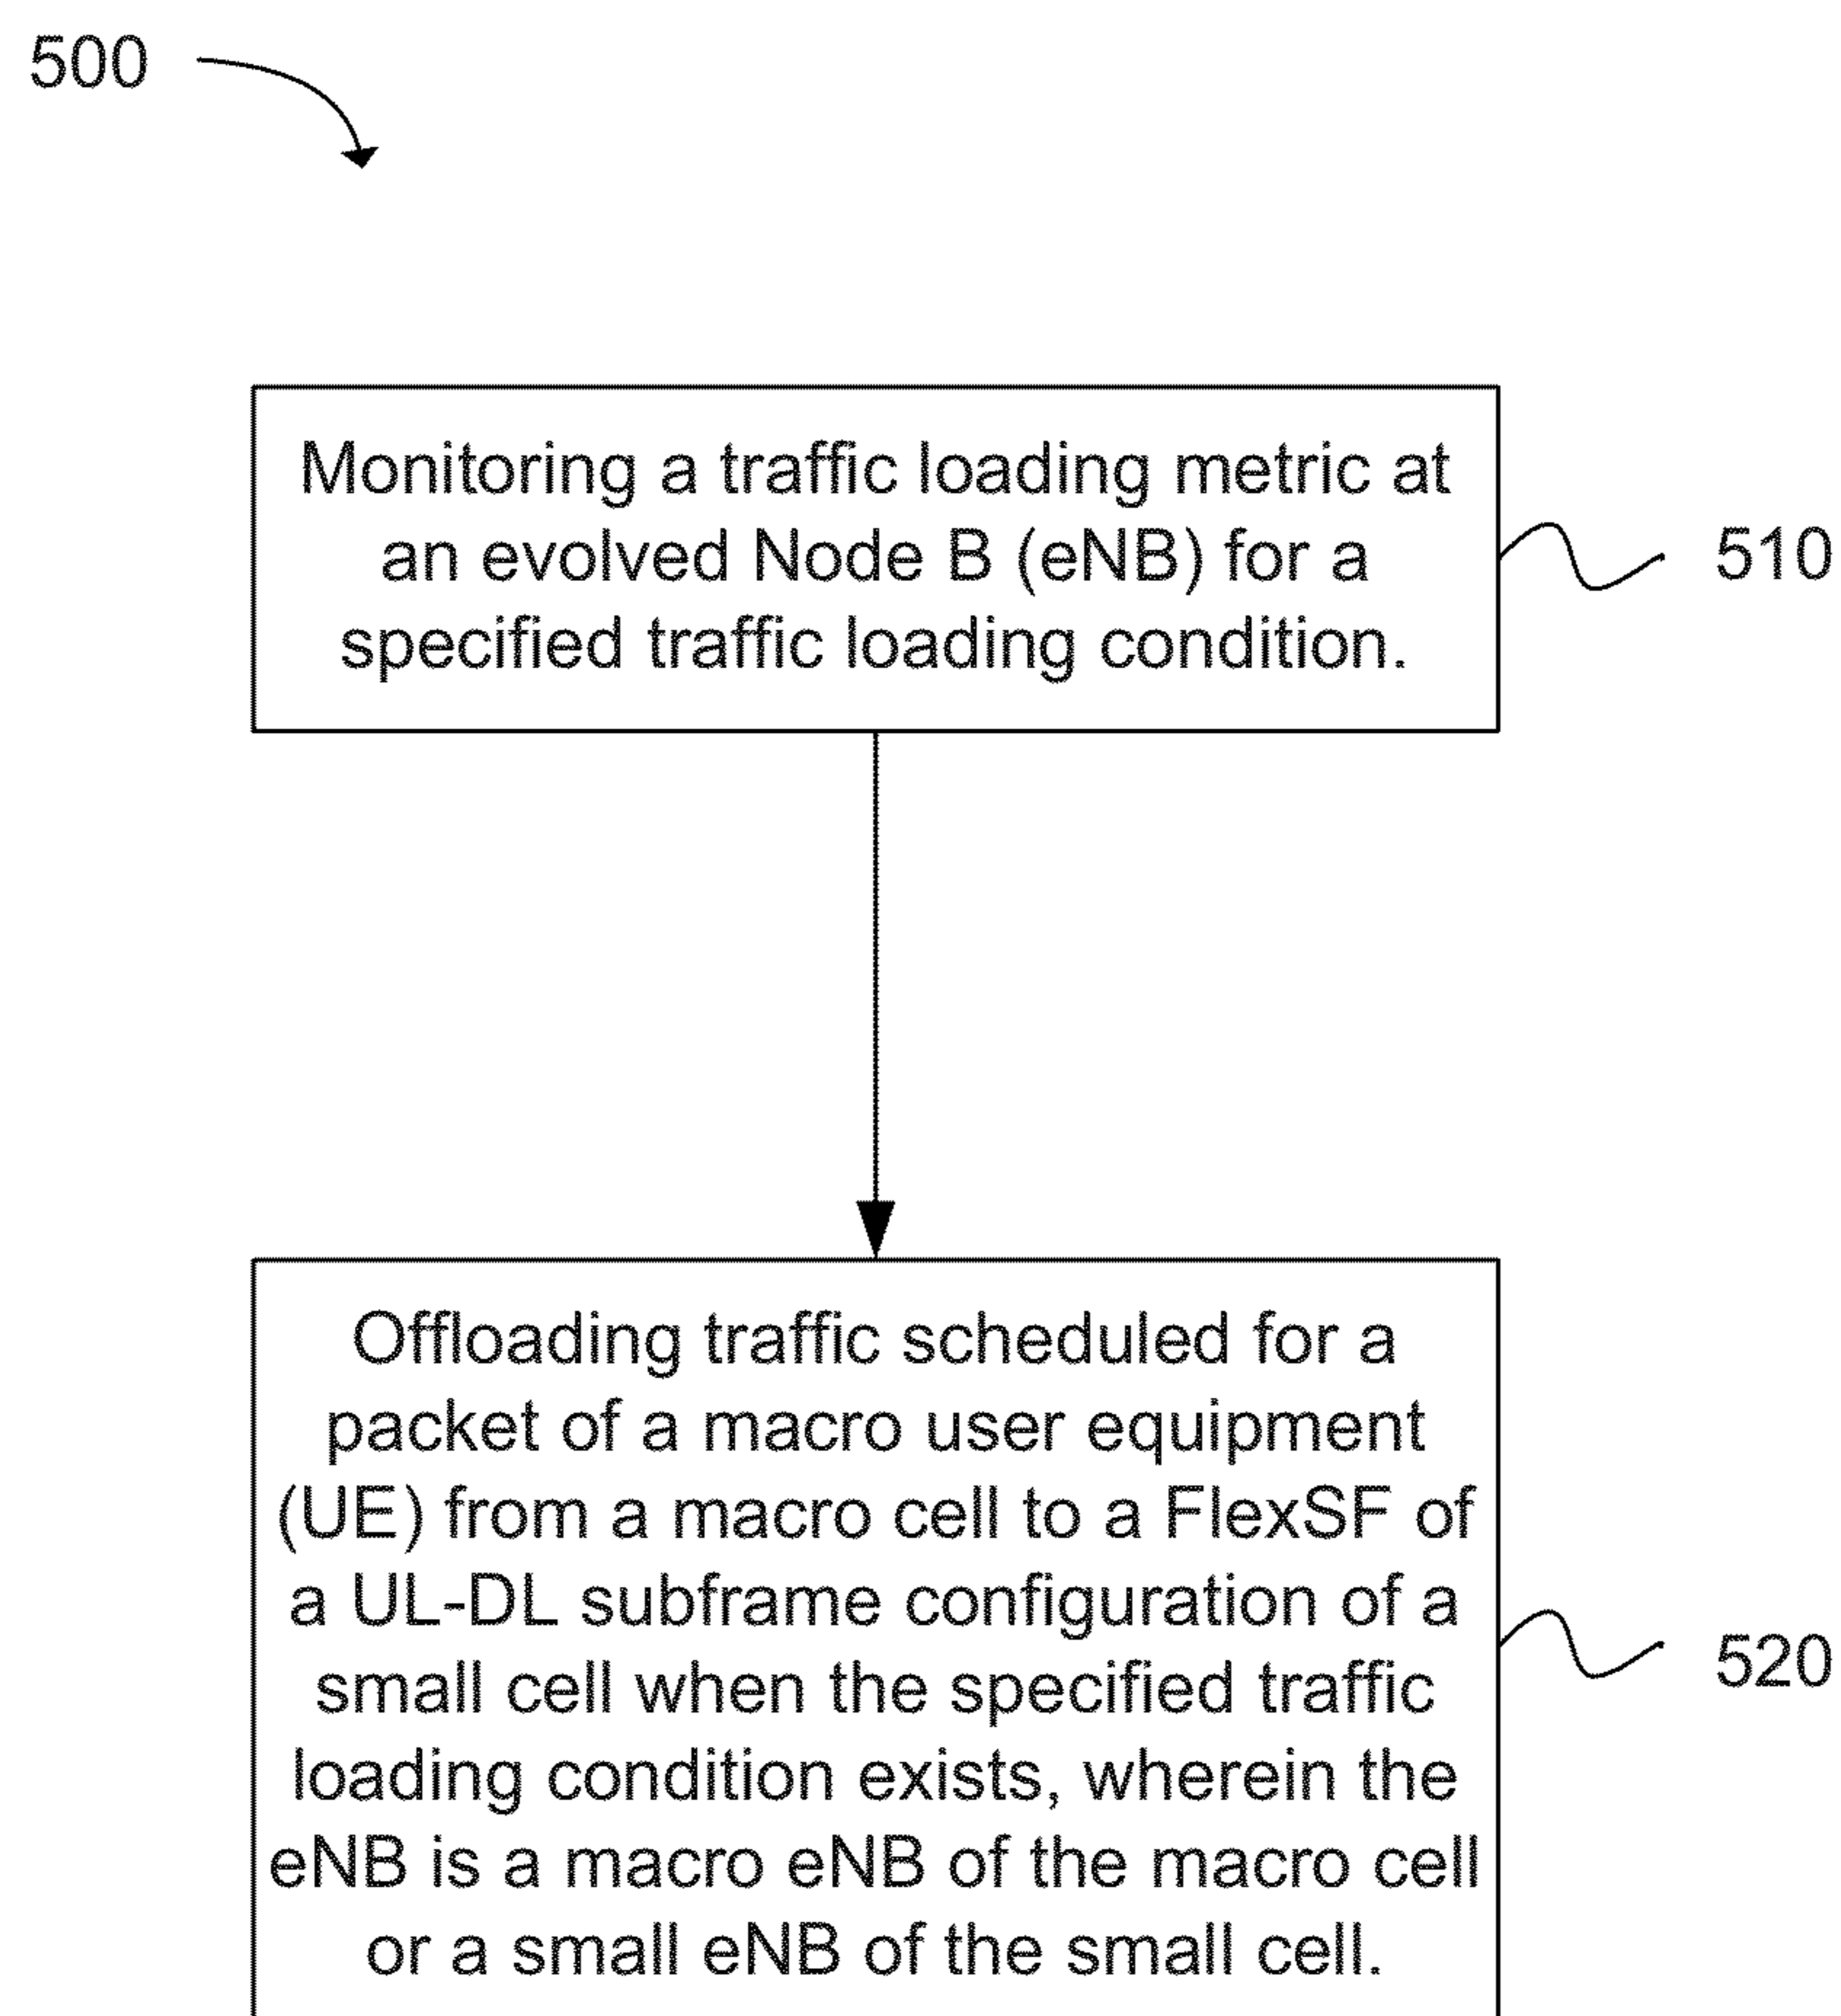 500
Monitoring a traffic loading metric at
an evolved Node B (eNB) for a
specified traffic loading condition.
510
Offloading traffic scheduled for a
packet of a macro user equipment
(UE) from a macro cell to a FlexSF of
a UL-DL subframe configuration of a
small cell when the specified traffic
loading condition exists, wherein the
eNB is a macro eNB of the macro cell
or a small eNB of the small cell.
520